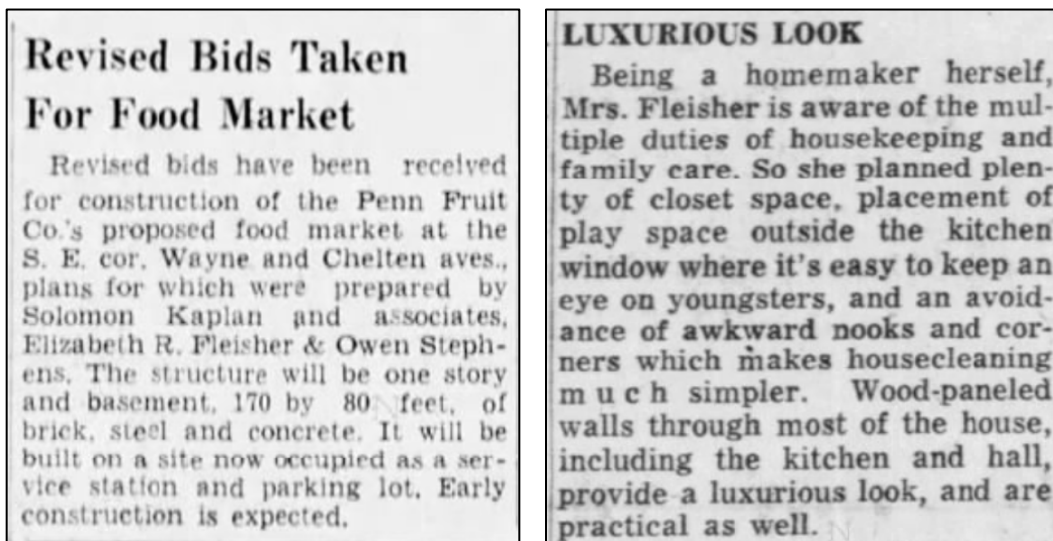 Revised Bids Taken
For Food Market
Revised bids have been received
for construction of the Penn Fruit
Co.'s proposed food market at the
S. E. cor. Wayne and Chelten aves.,
plans for which were prepared by
Solomon Kaplan and associates,
Elizabeth R. Fleisher & Owen Steph-
ens. The structure will be one story
and basement, 170 by 80 feet, of
brick, steel and concrete. It will be
built on a site now occupied as a ser-
vice station and parking lot. Early
construction is expected.
LUXURIOUS LOOK
Being a homemaker herself,
Mrs. Fleisher is aware of the mul-
tiple duties of housekeeping and
family care. So she planned plen-
ty of closet space, placement of
play space outside the kitchen
window where it's easy to keep an
eye on youngsters, and an avoid-
ance of awkward nooks and cor-
ners which makes housecleaning
much simpler. Wood-paneled
walls through most of the house,
including the kitchen and hall,
provide a luxurious look, and are
practical as well.